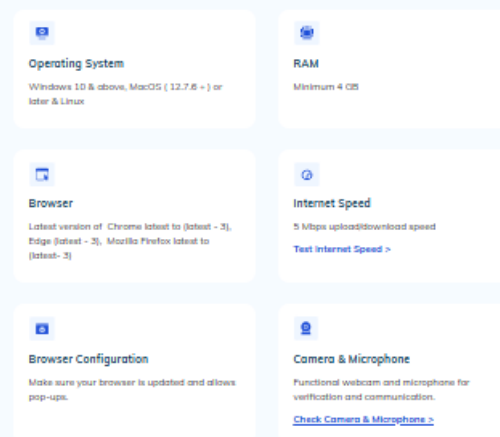 Operating System
Windows 10 & above, MacOS ( 12.7.6 + ) or
later & Linux
RAM
Minimum 4 GB
Browser
Latest version of  Chrome latest to (latest - 3),
Edge (latest - 3),  Mozilla Firefox latest to
(latest- 3)
Internet Speed
5 Mbps upload/download speed
Test Internet Speed >
Browser Configuration
Make sure your browser is updated and allows
pop-ups.
Camera & Microphone
Functional webcam and microphone for
verification and communication.
Check Camera & Microphone >